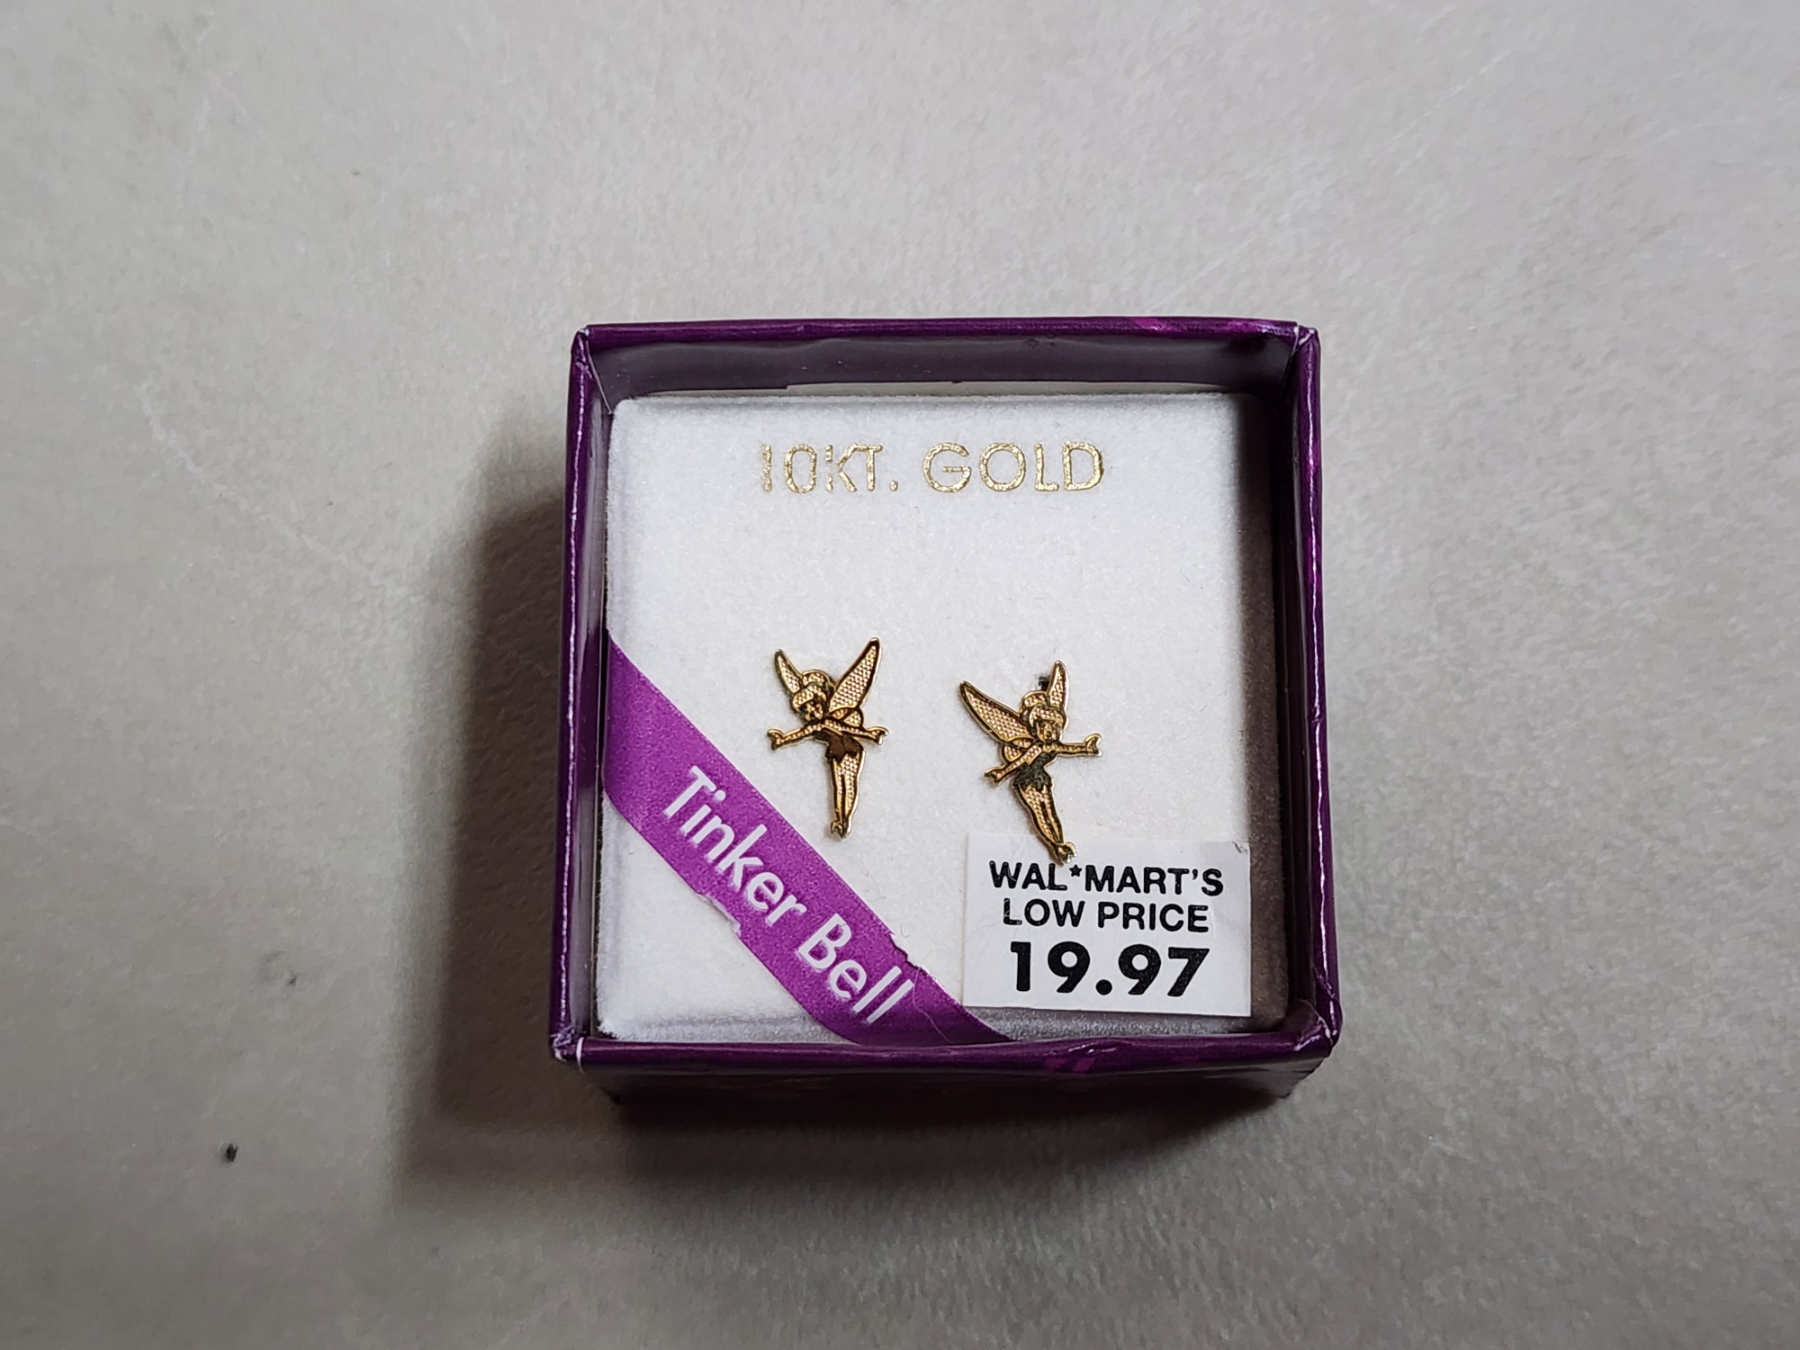 10KT. GOLD
Tinker Bell
WAL*MART'S
LOW PRICE
19.97